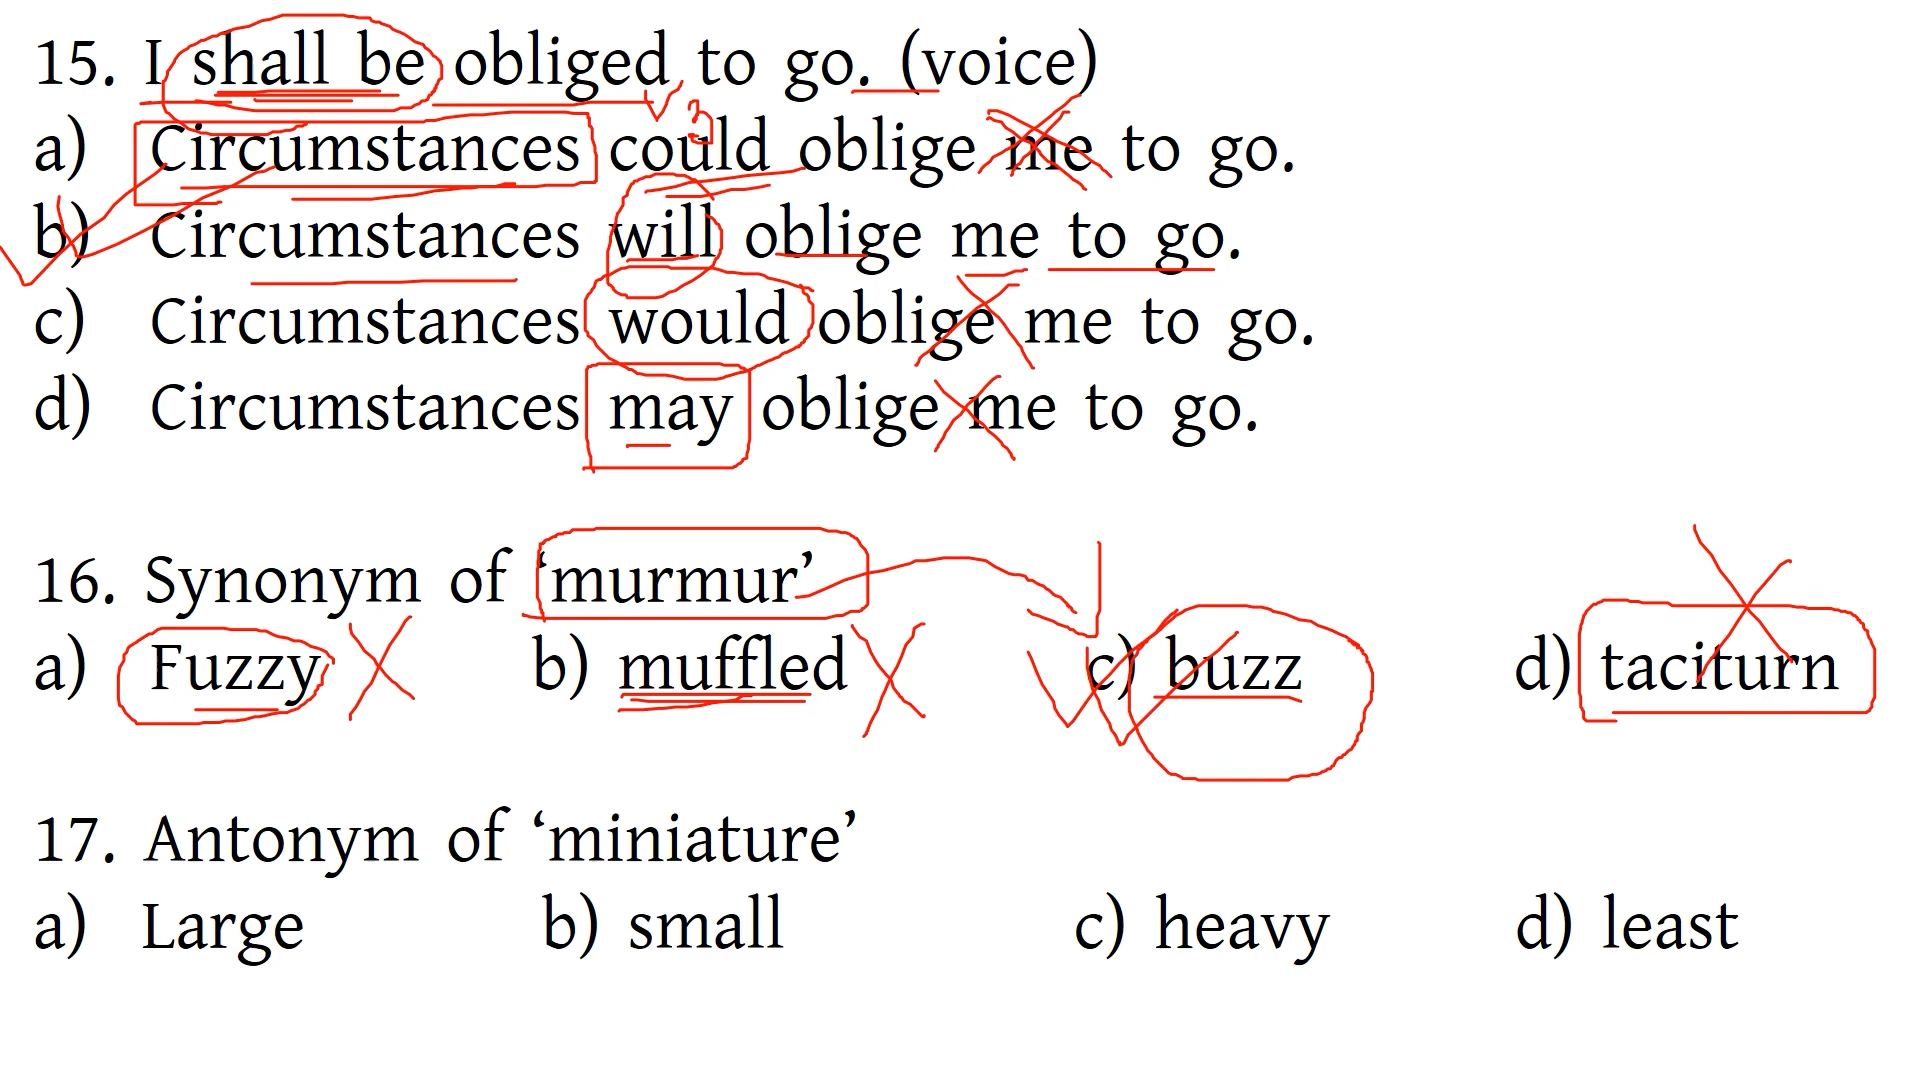 15. I shall be obliged to go. (voice)
a) Circumstances could oblige me to go.
b) Circumstances will oblige me to go.
c) Circumstances would oblige me to go.
d) Circumstances may oblige me to go.
16. Synonym of ‘murmur’
a) Fuzzy b) muffled c) buzz d) taciturn
17. Antonym of ‘miniature’
a) Large b) small c) heavy d) least